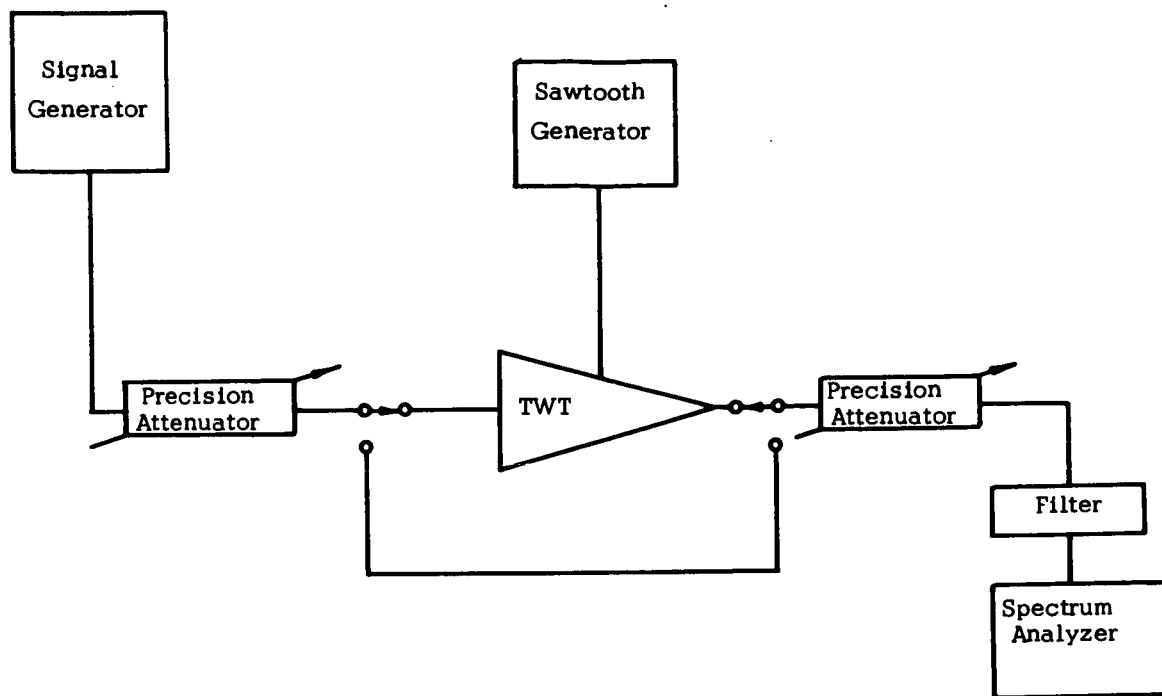 Signal
Generator
Sawtooth
Generator
Precision
Attenuator
TWT
Precision
Attenuator
Filter
Spectrum
Analyzer